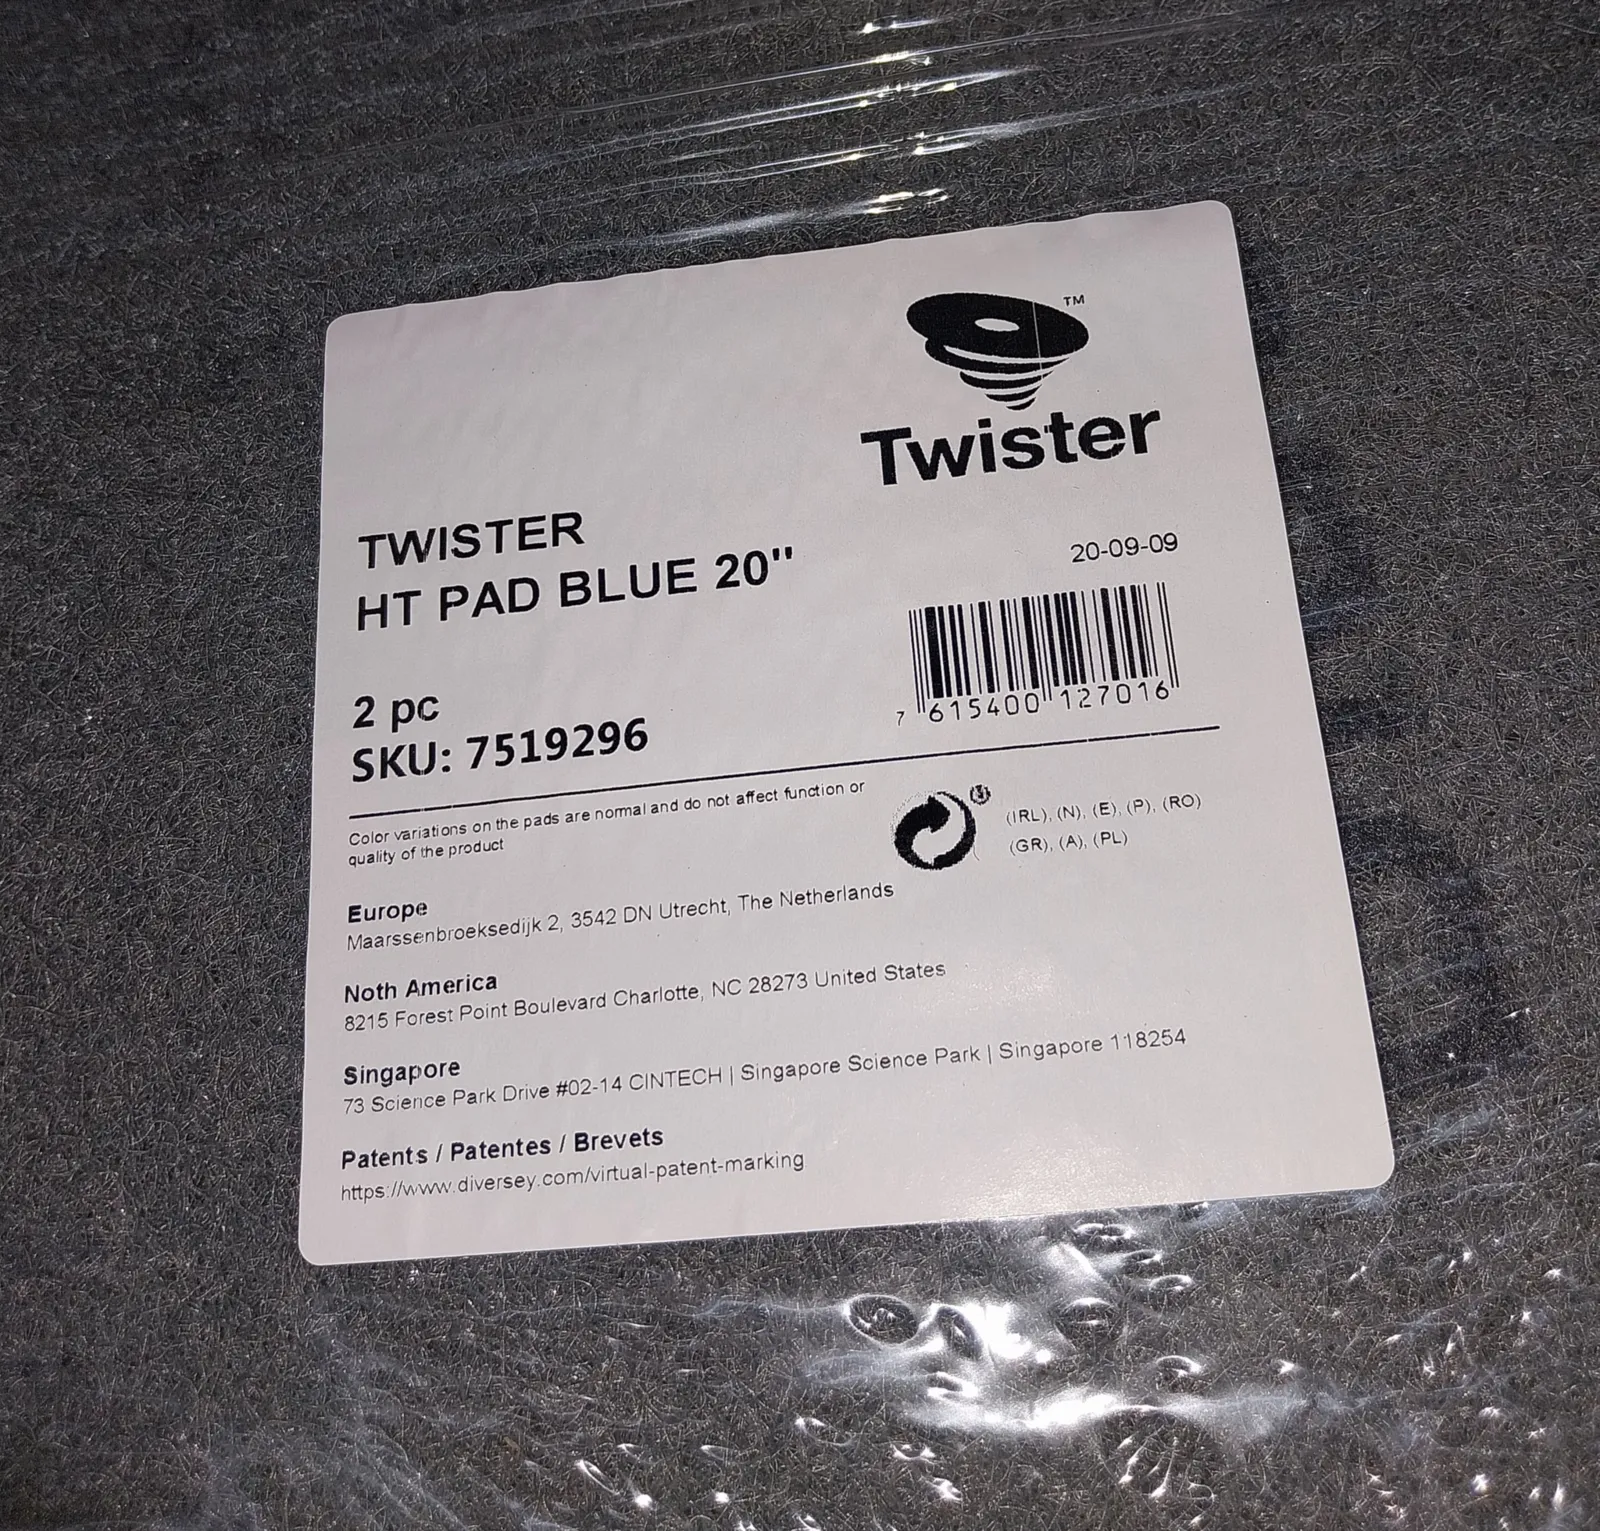 TM
Twister
TWISTER
HT PAD BLUE 20"
20-09-09
2 pc
SKU: 7519296
7 615400 127016
Color variations on the pads are normal and do not affect function or
quality of the product
(IRL), (N), (E), (P), (RO)
(GR), (A), (PL)
Europe
Maarssenbroeksedijk 2, 3542 DN Utrecht, The Netherlands
Noth America
8215 Forest Point Boulevard Charlotte, NC 28273 United States
Singapore
73 Science Park Drive #02-14 CINTECH | Singapore Science Park | Singapore 118254
Patents / Patentes / Brevets
https://www.diversey.com/virtual-patent-marking